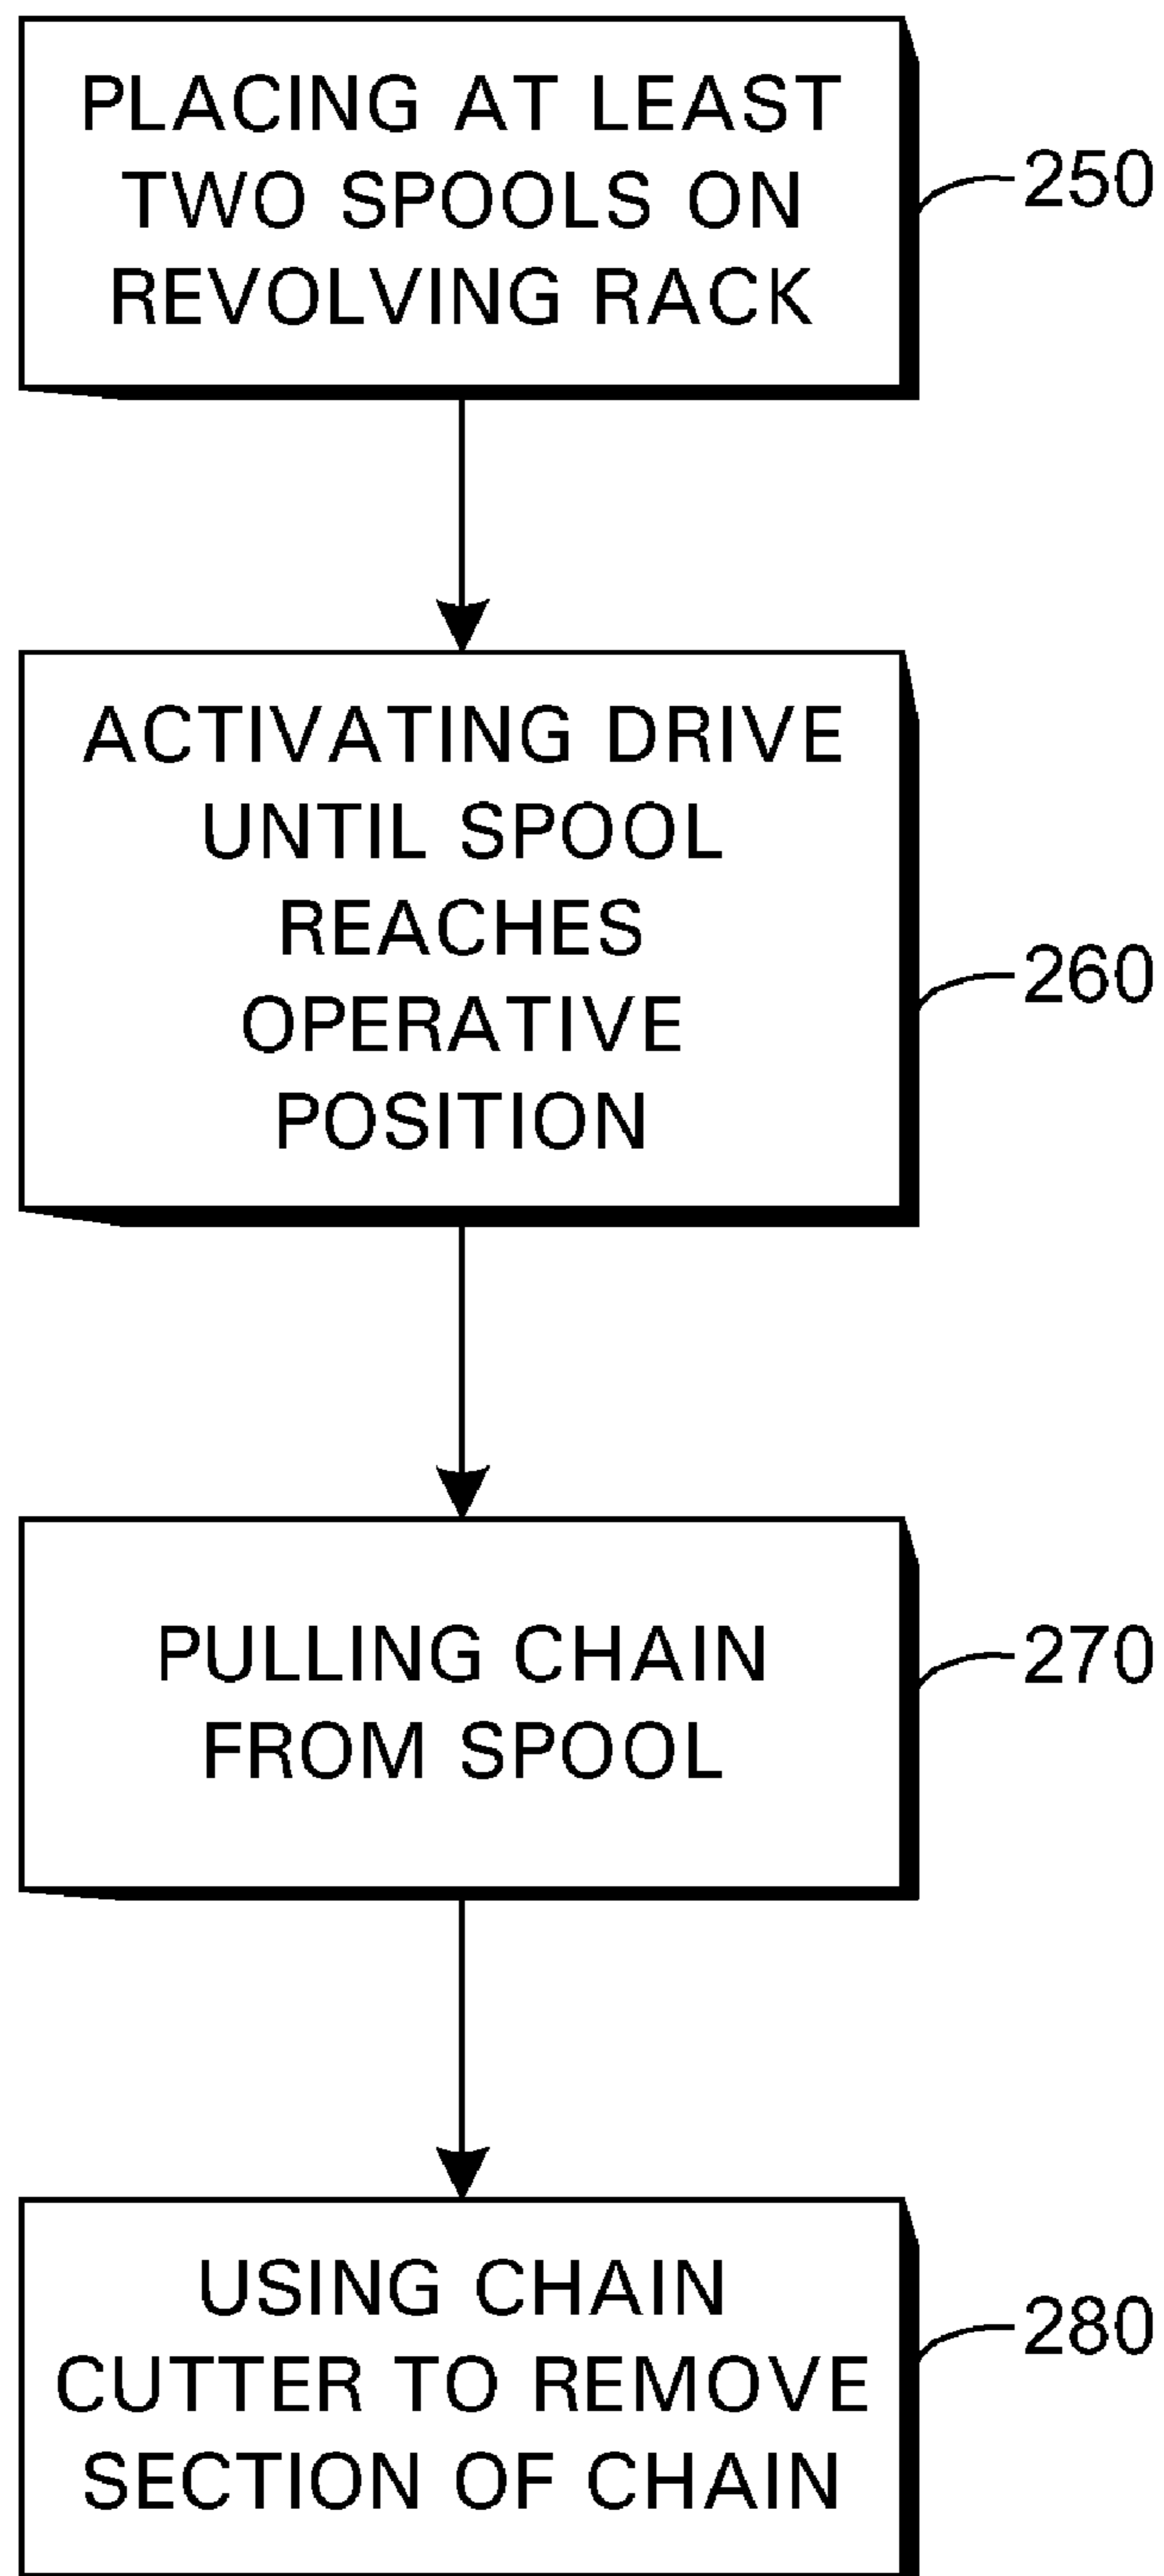 PLACING AT LEAST
TWO SPOOLS ON
REVOLVING RACK
250
ACTIVATING DRIVE
UNTIL SPOOL
REACHES
OPERATIVE
POSITION
260
PULLING CHAIN
FROM SPOOL
270
USING CHAIN
CUTTER TO REMOVE
SECTION OF CHAIN
280